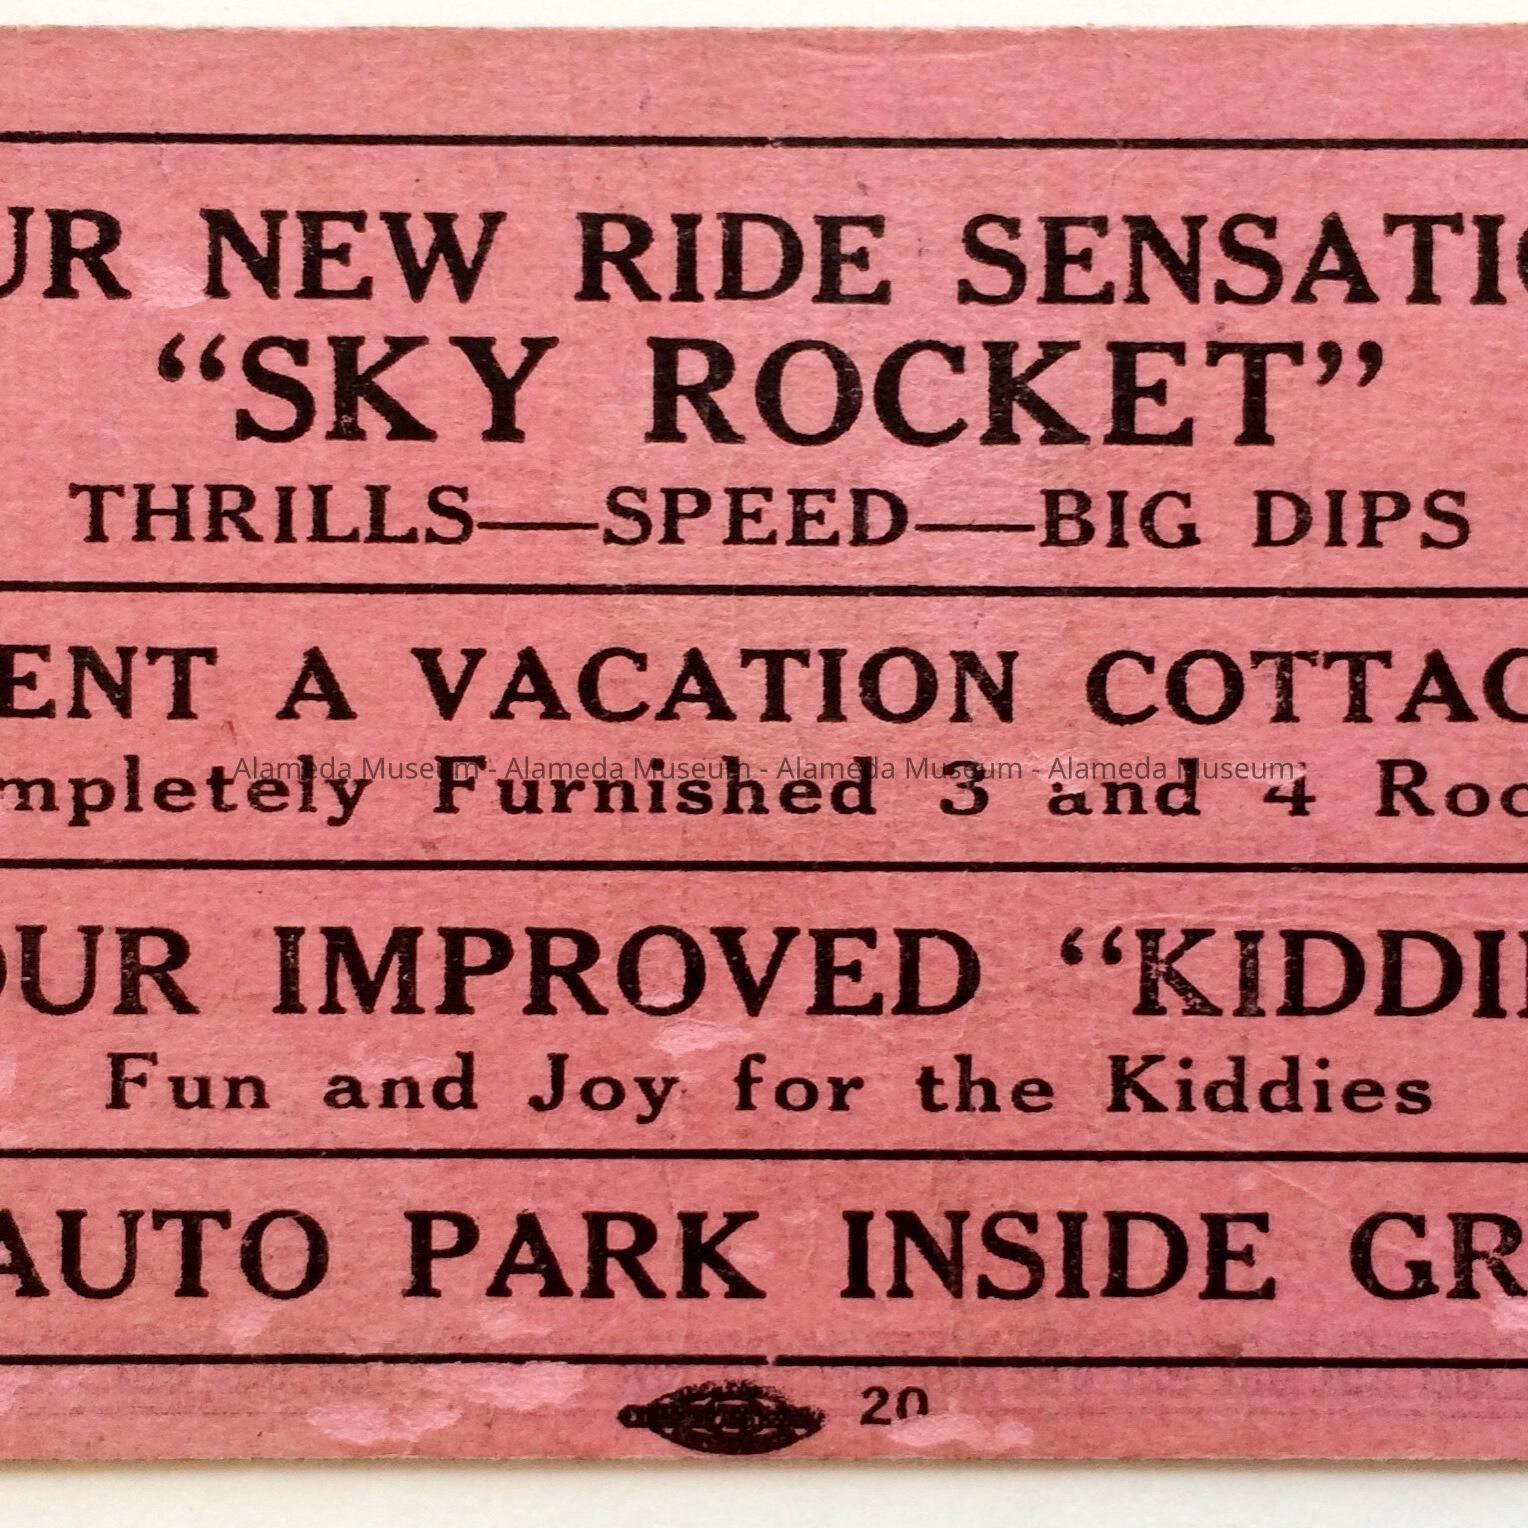 UR NEW RIDE SENSATIO
“SKY ROCKET”
THRILLS—SPEED—BIG DIPS
ENT A VACATION COTTAG
mpletely Furnished 3 and 4 Roo
Alameda Museum - Alameda Museum - Alameda Museum - Alameda Museum
OUR IMPROVED “KIDDIE
Fun and Joy for the Kiddies
AUTO PARK INSIDE GR
20